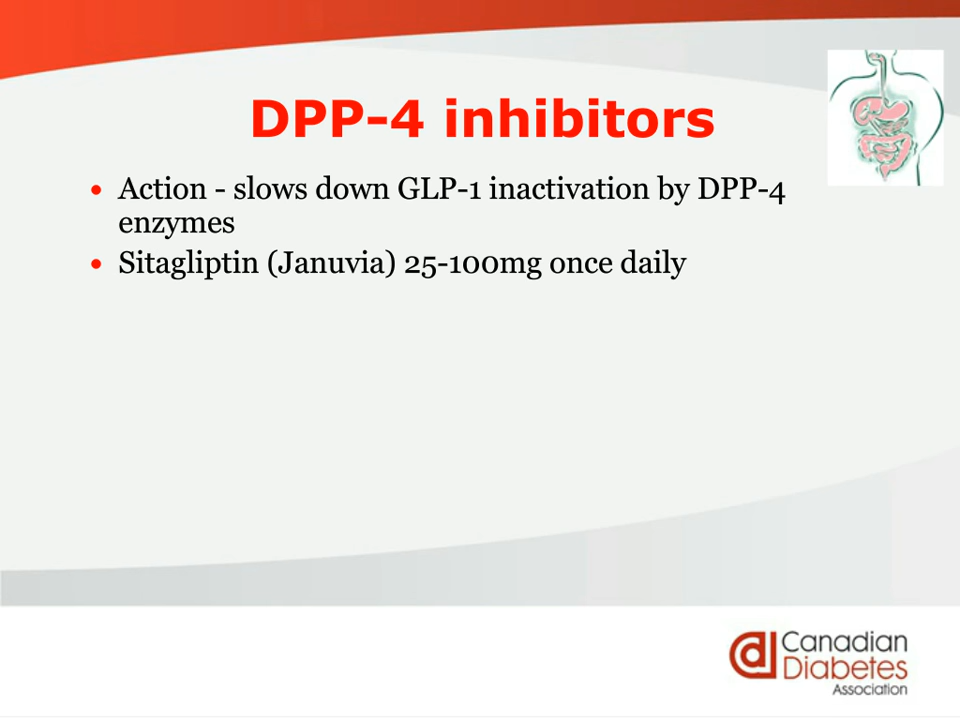 DPP-4 inhibitors
• Action - slows down GLP-1 inactivation by DPP-4
enzymes
• Sitagliptin (Januvia) 25-100mg once daily
Canadian
Diabetes
Association